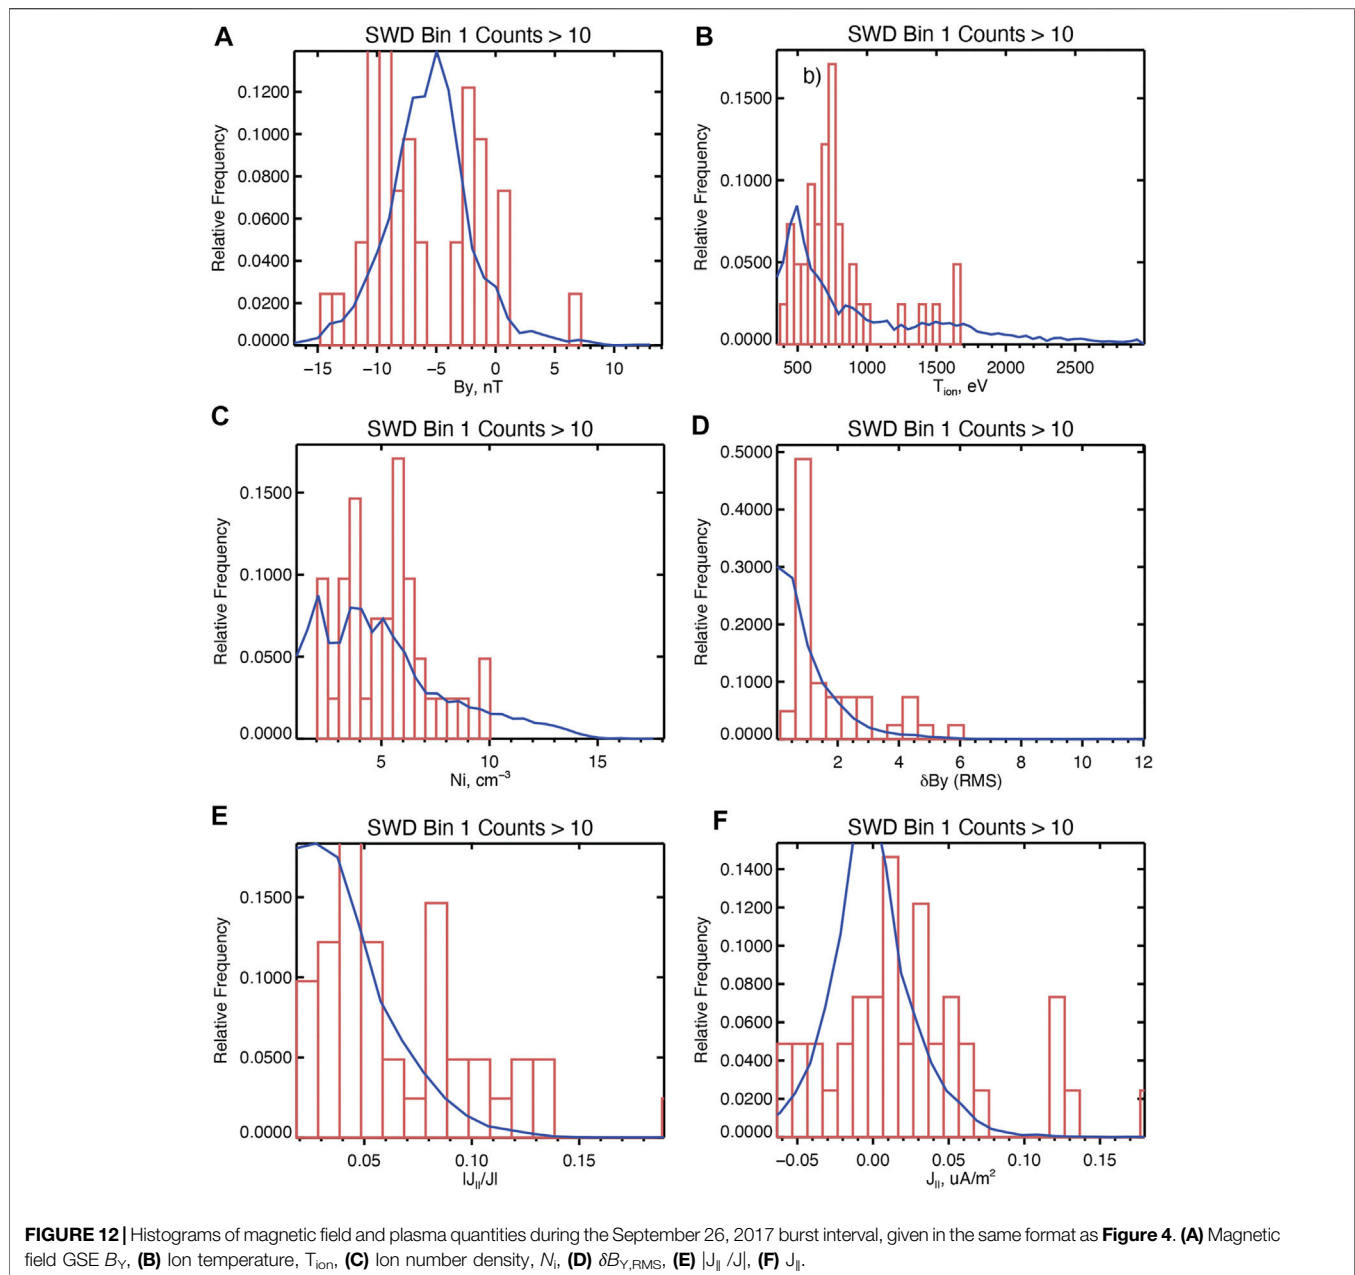 A
SWD Bin 1 Counts > 10
Relative Frequency
0.1200
0.1000
0.0800
0.0600
0.0400
0.0200
0.0000
−15 −10 −5 0 5 10
By, nT
B
SWD Bin 1 Counts > 10
b)
Relative Frequency
0.1500
0.1000
0.0500
0.0000
500 1000 1500 2000 2500
Tion, eV
C
SWD Bin 1 Counts > 10
Relative Frequency
0.1500
0.1000
0.0500
0.0000
5 10 15
Ni, cm−3
D
SWD Bin 1 Counts > 10
Relative Frequency
0.5000
0.4000
0.3000
0.2000
0.1000
0.0000
2 4 6 8 10 12
δBy (RMS)
E
SWD Bin 1 Counts > 10
Relative Frequency
0.1500
0.1000
0.0500
0.0000
0.05 0.10 0.15
|J||/J|
F
SWD Bin 1 Counts > 10
Relative Frequency
0.1400
0.1200
0.1000
0.0800
0.0600
0.0400
0.0200
0.0000
−0.05 0.00 0.05 0.10 0.15
J||, uA/m²
FIGURE 12 | Histograms of magnetic field and plasma quantities during the September 26, 2017 burst interval, given in the same format as Figure 4. (A) Magnetic
field GSE BY, (B) Ion temperature, Tion, (C) Ion number density, Ni, (D) δBY,RMS, (E) |J∥ /J|, (F) J∥.